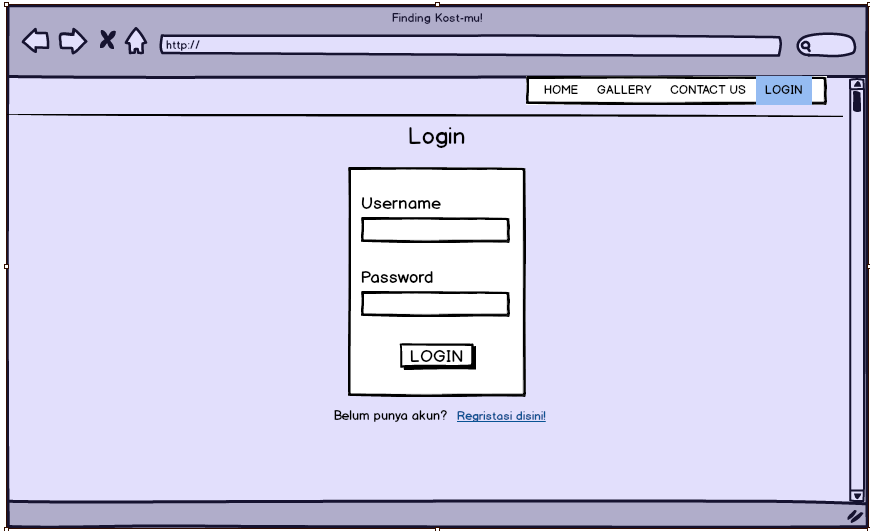 Finding Kost-mu!
http://
HOME GALLERY CONTACT US LOGIN
Login
Username
Password
LOGIN
Belum punya akun? Regristasi disini!